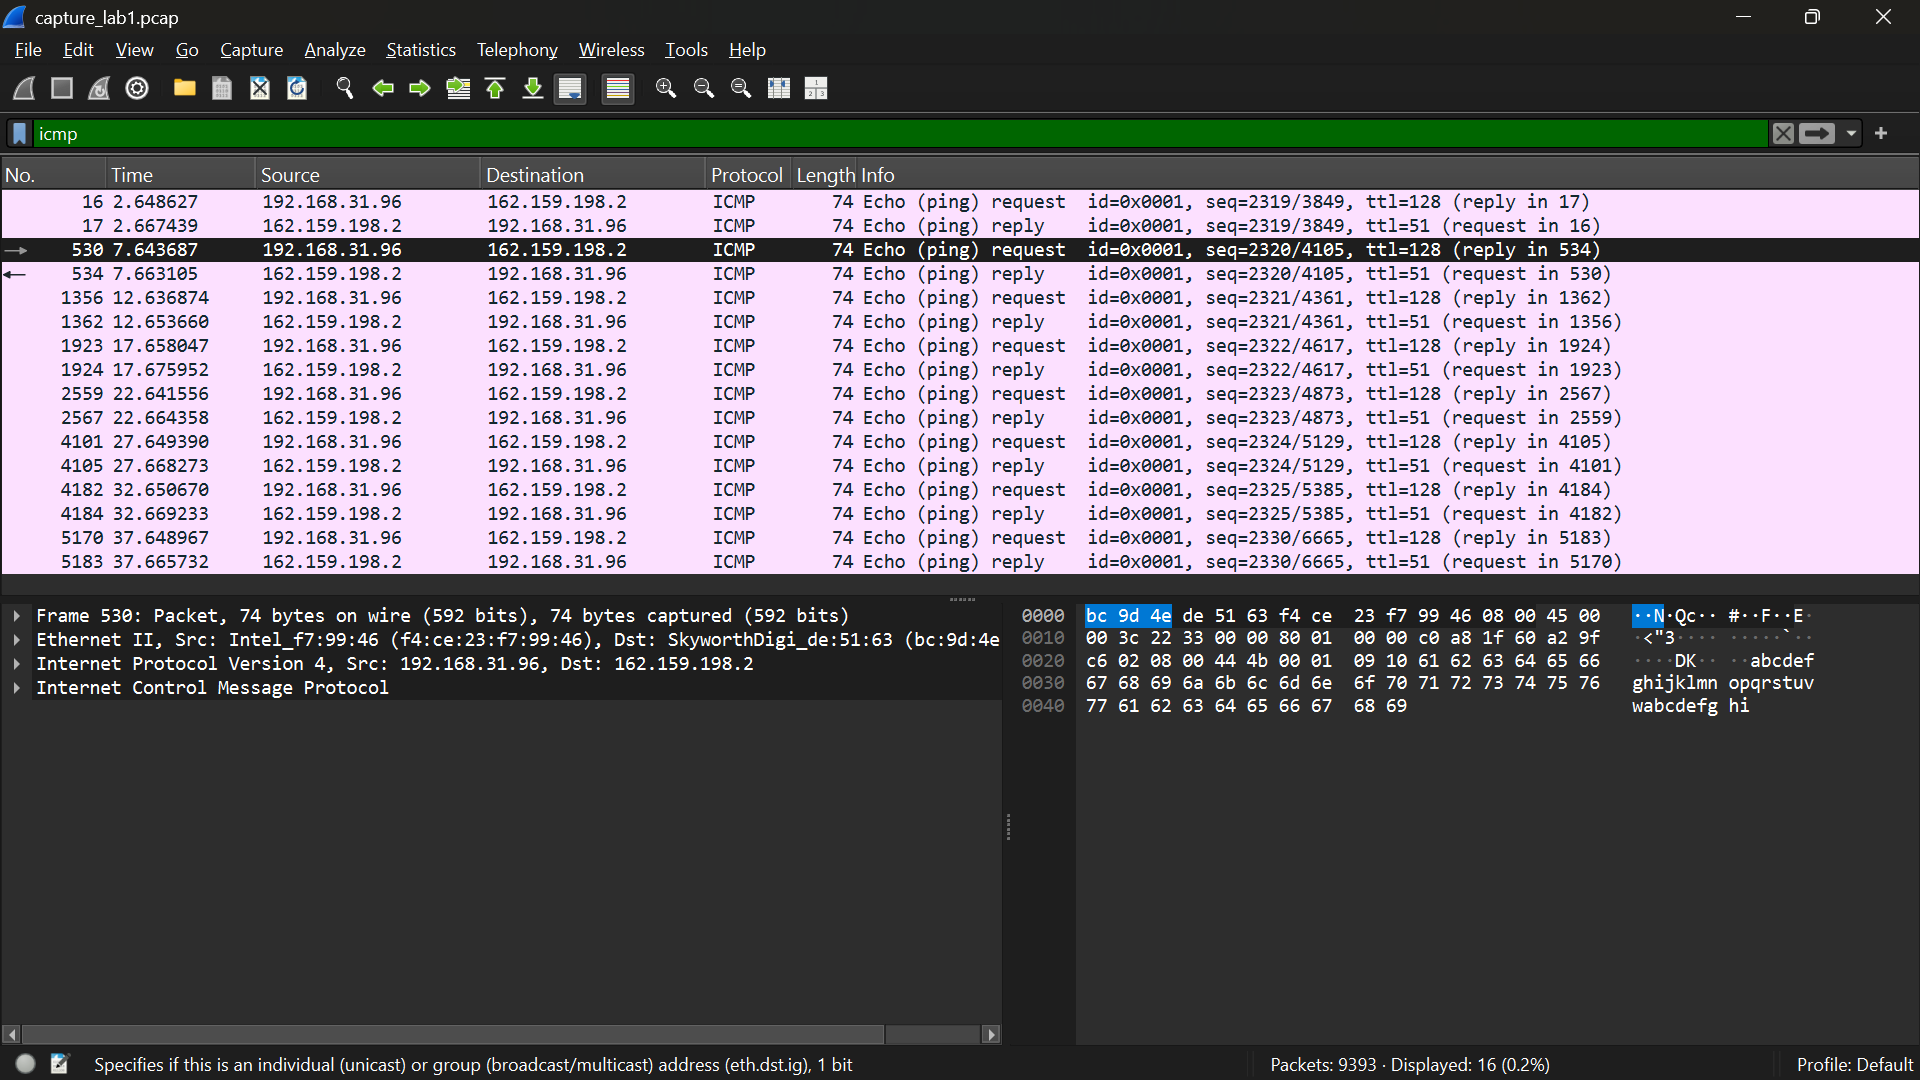 capture_lab1.pcap
File Edit View Go Capture Analyze Statistics Telephony Wireless Tools Help
icmp
No. Time Source Destination Protocol Length Info
16 2.648627 192.168.31.96 162.159.198.2 ICMP 74 Echo (ping) request id=0x0001, seq=2319/3849, ttl=128 (reply in 17)
17 2.667439 162.159.198.2 192.168.31.96 ICMP 74 Echo (ping) reply id=0x0001, seq=2319/3849, ttl=51 (request in 16)
530 7.643687 192.168.31.96 162.159.198.2 ICMP 74 Echo (ping) request id=0x0001, seq=2320/4105, ttl=128 (reply in 534)
534 7.663105 162.159.198.2 192.168.31.96 ICMP 74 Echo (ping) reply id=0x0001, seq=2320/4105, ttl=51 (request in 530)
1356 12.636874 192.168.31.96 162.159.198.2 ICMP 74 Echo (ping) request id=0x0001, seq=2321/4361, ttl=128 (reply in 1362)
1362 12.653660 162.159.198.2 192.168.31.96 ICMP 74 Echo (ping) reply id=0x0001, seq=2321/4361, ttl=51 (request in 1356)
1923 17.658047 192.168.31.96 162.159.198.2 ICMP 74 Echo (ping) request id=0x0001, seq=2322/4617, ttl=128 (reply in 1924)
1924 17.675952 162.159.198.2 192.168.31.96 ICMP 74 Echo (ping) reply id=0x0001, seq=2322/4617, ttl=51 (request in 1923)
2559 22.641556 192.168.31.96 162.159.198.2 ICMP 74 Echo (ping) request id=0x0001, seq=2323/4873, ttl=128 (reply in 2567)
2567 22.664358 162.159.198.2 192.168.31.96 ICMP 74 Echo (ping) reply id=0x0001, seq=2323/4873, ttl=51 (request in 2559)
4101 27.649390 192.168.31.96 162.159.198.2 ICMP 74 Echo (ping) request id=0x0001, seq=2324/5129, ttl=128 (reply in 4105)
4105 27.668273 162.159.198.2 192.168.31.96 ICMP 74 Echo (ping) reply id=0x0001, seq=2324/5129, ttl=51 (request in 4101)
4182 32.650670 192.168.31.96 162.159.198.2 ICMP 74 Echo (ping) request id=0x0001, seq=2325/5385, ttl=128 (reply in 4184)
4184 32.669233 162.159.198.2 192.168.31.96 ICMP 74 Echo (ping) reply id=0x0001, seq=2325/5385, ttl=51 (request in 4182)
5170 37.648967 192.168.31.96 162.159.198.2 ICMP 74 Echo (ping) request id=0x0001, seq=2330/6665, ttl=128 (reply in 5183)
5183 37.665732 162.159.198.2 192.168.31.96 ICMP 74 Echo (ping) reply id=0x0001, seq=2330/6665, ttl=51 (request in 5170)
Frame 530: Packet, 74 bytes on wire (592 bits), 74 bytes captured (592 bits)
Ethernet II, Src: Intel_f7:99:46 (f4:ce:23:f7:99:46), Dst: SkyworthDigi_de:51:63 (bc:9d:4e
Internet Protocol Version 4, Src: 192.168.31.96, Dst: 162.159.198.2
Internet Control Message Protocol
0000 bc 9d 4e de 51 63 f4 ce 23 f7 99 46 08 00 45 00 ··N·Qc·· #··F··E·
0010 00 3c 22 33 00 00 80 01 00 00 c0 a8 1f 60 a2 9f ·<"3···· ·····`··
0020 c6 02 08 00 44 4b 00 01 09 10 61 62 63 64 65 66 ····DK·· ··abcdef
0030 67 68 69 6a 6b 6c 6d 6e 6f 70 71 72 73 74 75 76 ghijklmn opqrstuv
0040 77 61 62 63 64 65 66 67 68 69 wabcdefg hi
Specifies if this is an individual (unicast) or group (broadcast/multicast) address (eth.dst.ig), 1 bit
Packets: 9393 · Displayed: 16 (0.2%)
Profile: Default